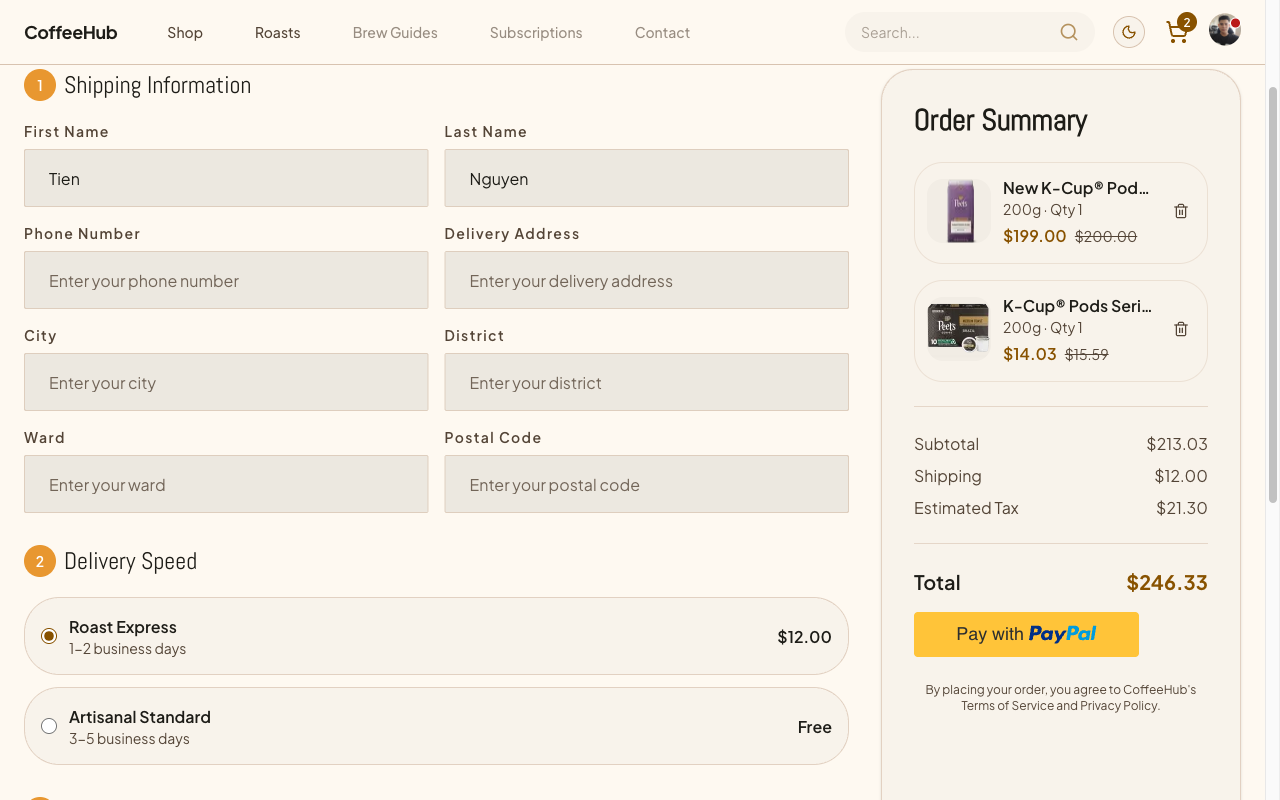 CoffeeHub
Shop
Roasts
Brew Guides
Subscriptions
Contact
Search...
2
1
Shipping Information
First Name
Last Name
Tien
Nguyen
Phone Number
Delivery Address
Enter your phone number
Enter your delivery address
City
District
Enter your city
Enter your district
Ward
Postal Code
Enter your ward
Enter your postal code
2
Delivery Speed
Roast Express
1–2 business days
$12.00
Artisanal Standard
3–5 business days
Free
Order Summary
Peet's
New K-Cup® Pod...
200g · Qty 1
$199.00 $200.00
Peet's
K-Cup® Pods Seri...
200g · Qty 1
$14.03 $15.59
Subtotal
$213.03
Shipping
$12.00
Estimated Tax
$21.30
Total
$246.33
Pay with PayPal
By placing your order, you agree to CoffeeHub's
Terms of Service and Privacy Policy.